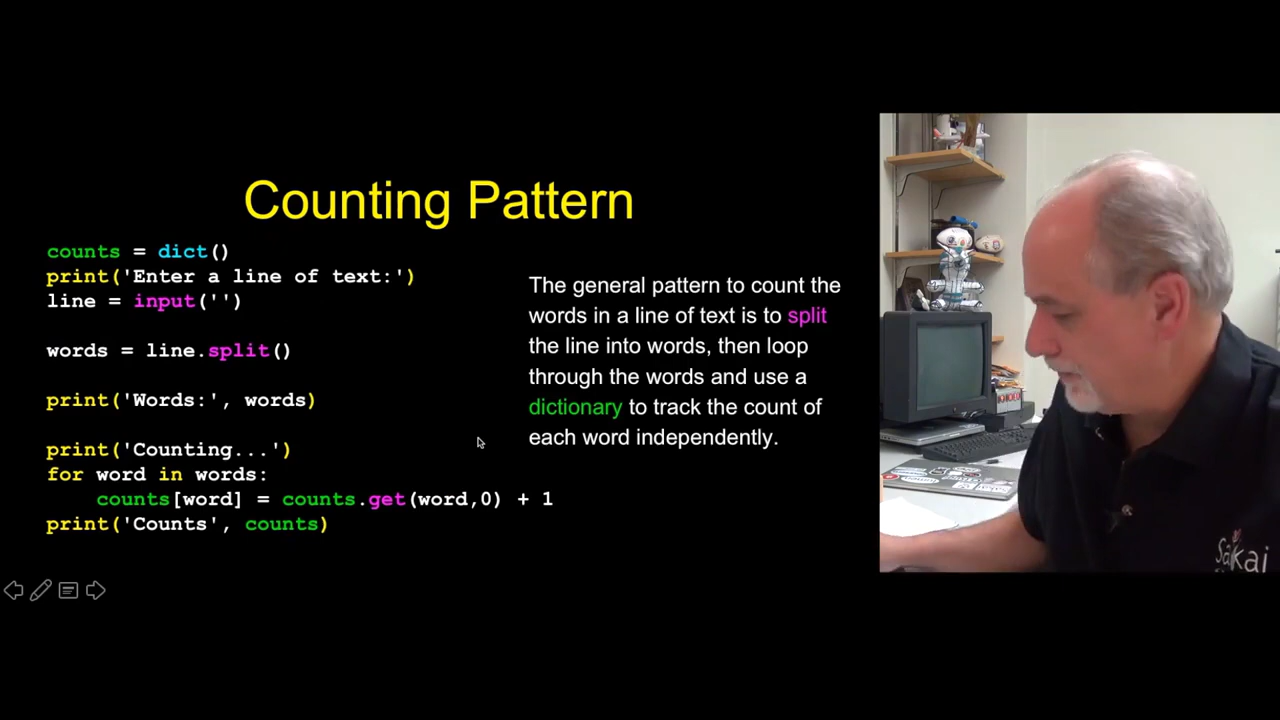 Counting Pattern
counts = dict()
print('Enter a line of text:')
line = input('')
words = line.split()
print('Words:', words)
print('Counting...')
for word in words:
    counts[word] = counts.get(word,0) + 1
print('Counts', counts)
The general pattern to count the
words in a line of text is to split
the line into words, then loop
through the words and use a
dictionary to track the count of
each word independently.
Sakai